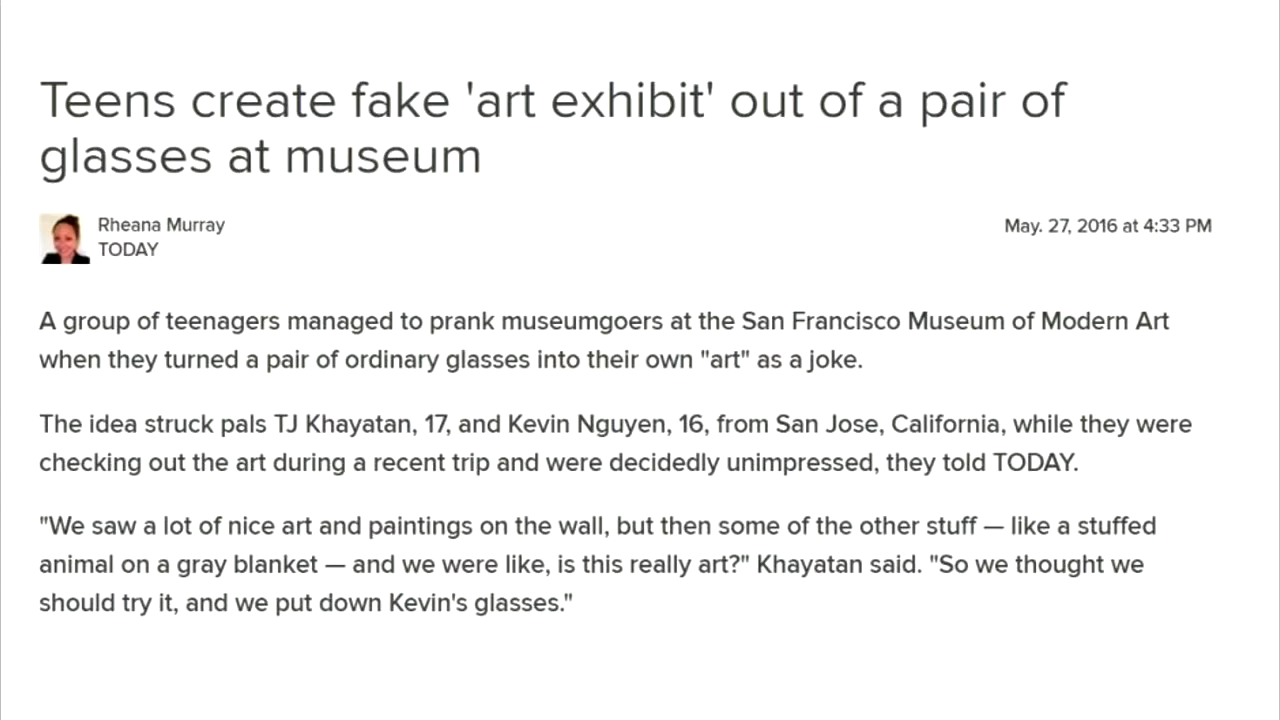 Teens create fake 'art exhibit' out of a pair of
glasses at museum
Rheana Murray
TODAY
May. 27, 2016 at 4:33 PM
A group of teenagers managed to prank museumgoers at the San Francisco Museum of Modern Art
when they turned a pair of ordinary glasses into their own "art" as a joke.
The idea struck pals TJ Khayatan, 17, and Kevin Nguyen, 16, from San Jose, California, while they were
checking out the art during a recent trip and were decidedly unimpressed, they told TODAY.
"We saw a lot of nice art and paintings on the wall, but then some of the other stuff — like a stuffed
animal on a gray blanket — and we were like, is this really art?" Khayatan said. "So we thought we
should try it, and we put down Kevin's glasses."